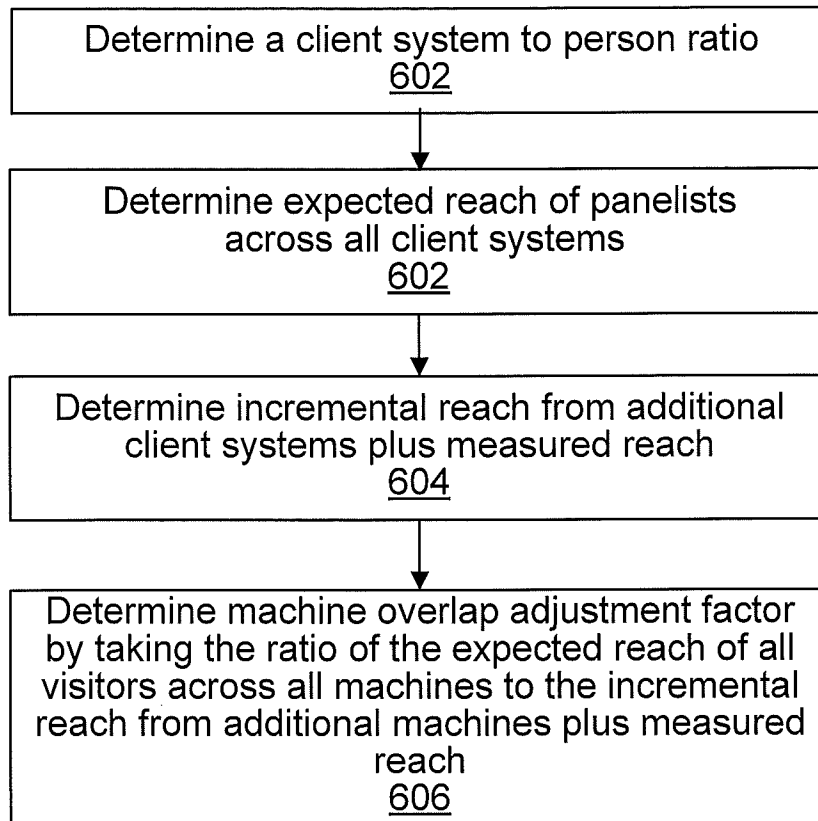 Determine a client system to person ratio
602
Determine expected reach of panelists
across all client systems
602
Determine incremental reach from additional
client systems plus measured reach
604
Determine machine overlap adjustment factor
by taking the ratio of the expected reach of all
visitors across all machines to the incremental
reach from additional machines plus measured
reach
606